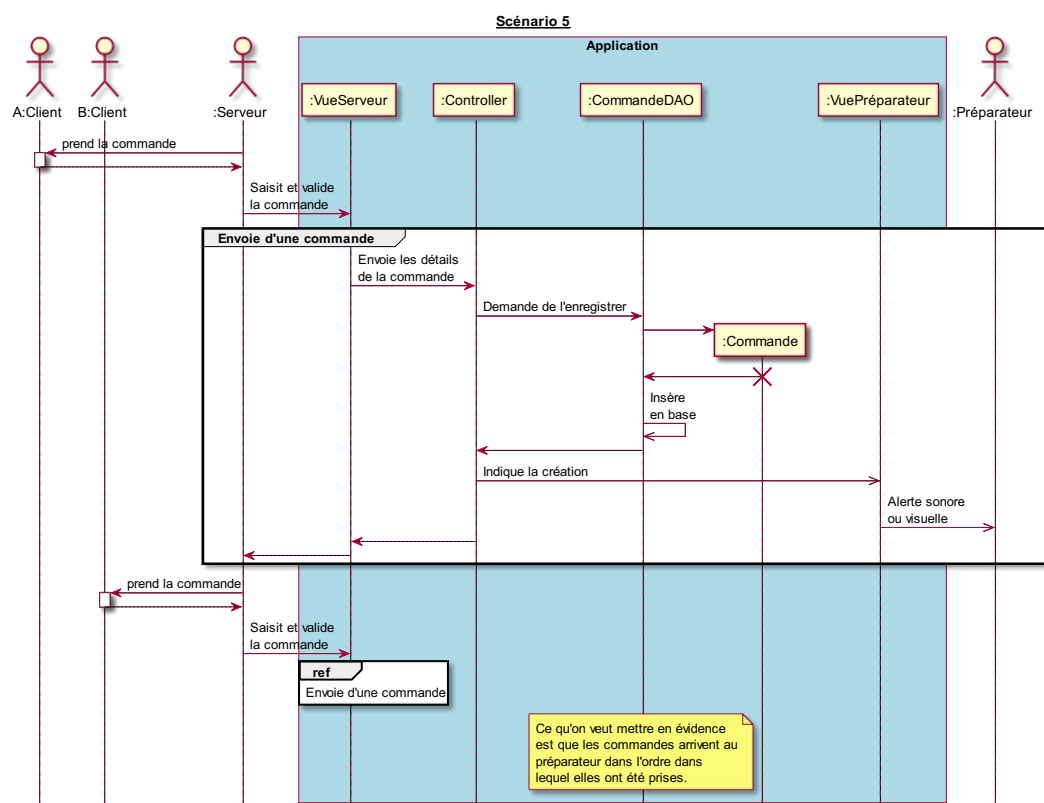 Scénario 5
Application
A:Client
B:Client
:Serveur
:VueServeur
:Controller
:CommandeDAO
:VuePréparateur
:Préparateur
prend la commande
Saisit et valide
la commande
Envoie d'une commande
Envoie les détails
de la commande
Demande de l'enregistrer
:Commande
Insère
en base
Indique la création
Alerte sonore
ou visuelle
prend la commande
Saisit et valide
la commande
ref
Envoie d'une commande
Ce qu'on veut mettre en évidence
est que les commandes arrivent au
préparateur dans l'ordre dans
lequel elles ont été prises.